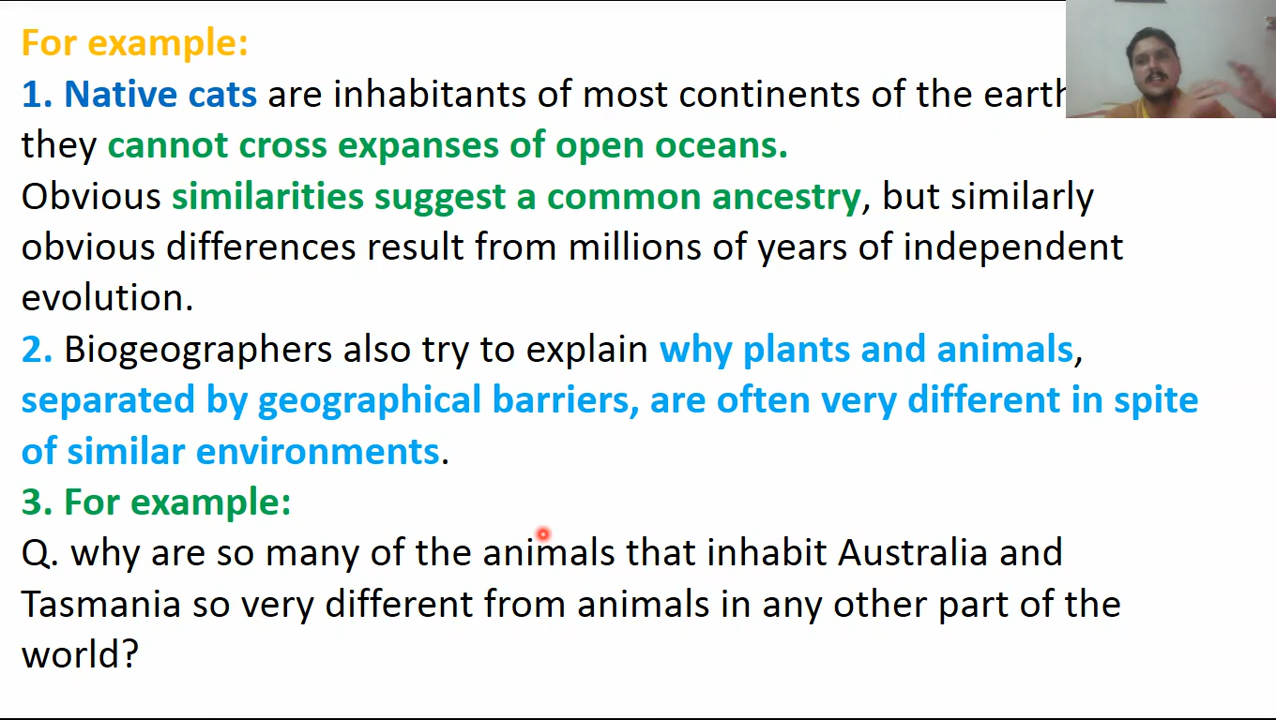 For example:
1. Native cats are inhabitants of most continents of the earth
they cannot cross expanses of open oceans.
Obvious similarities suggest a common ancestry, but similarly
obvious differences result from millions of years of independent
evolution.
2. Biogeographers also try to explain why plants and animals,
separated by geographical barriers, are often very different in spite
of similar environments.
3. For example:
Q. why are so many of the animals that inhabit Australia and
Tasmania so very different from animals in any other part of the
world?